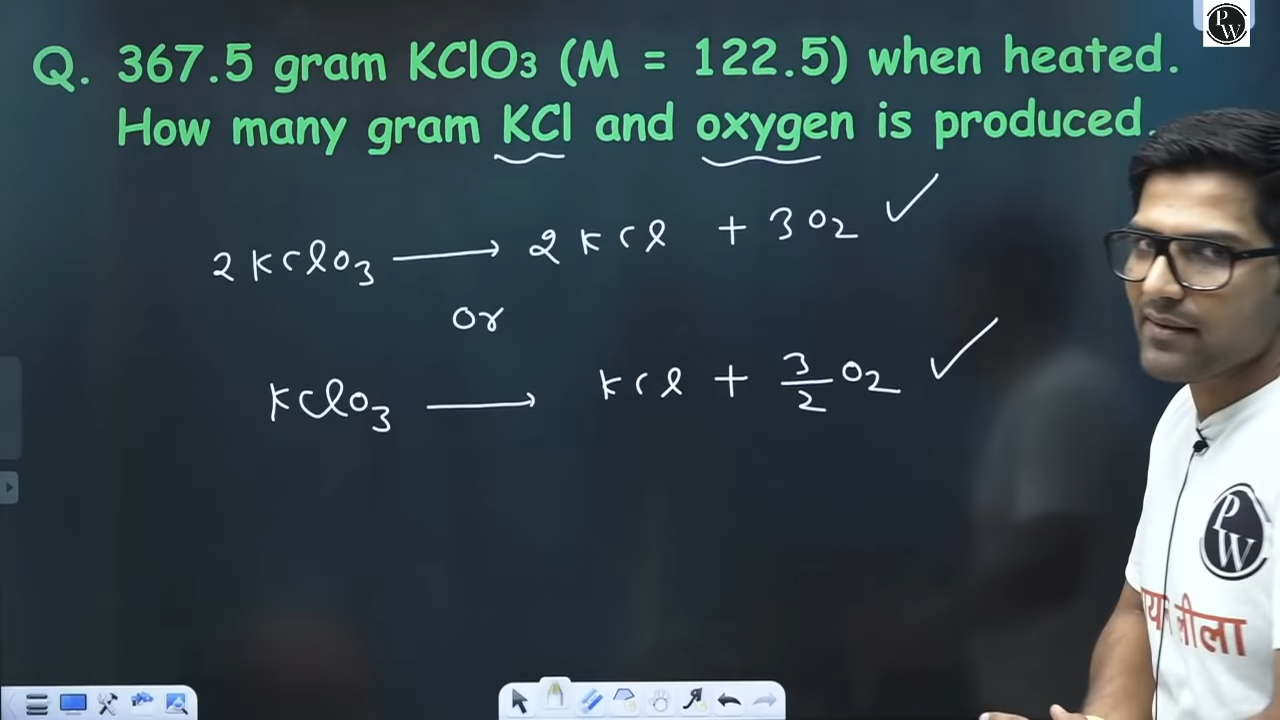 PW
Q. 367.5 gram KClO₃ (M = 122.5) when heated.
How many gram KCl and oxygen is produced.
2KClO₃ ⟶ 2KCl + 3O₂ ✓
or
KClO₃ ⟶ KCl + 3/2 O₂ ✓
PW